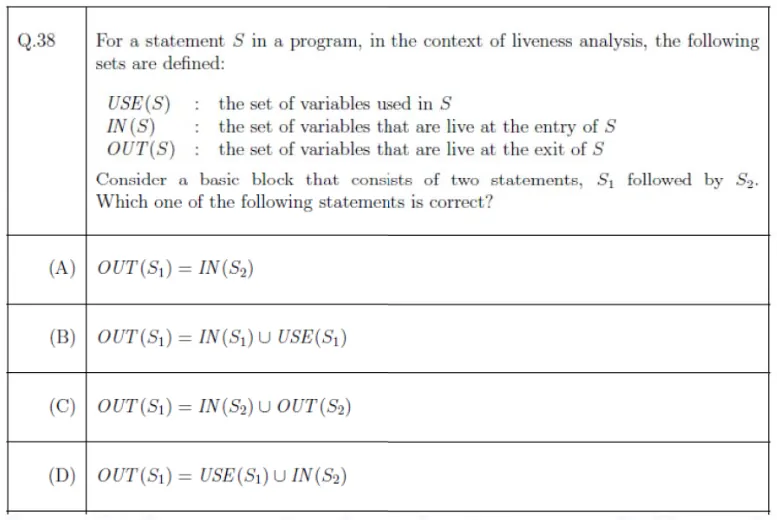 Q.38 For a statement S in a program, in the context of liveness analysis, the following
sets are defined:
USE(S) : the set of variables used in S
IN(S) : the set of variables that are live at the entry of S
OUT(S) : the set of variables that are live at the exit of S
Consider a basic block that consists of two statements, S₁ followed by S₂.
Which one of the following statements is correct?
(A) OUT(S₁) = IN(S₂)
(B) OUT(S₁) = IN(S₁) ∪ USE(S₁)
(C) OUT(S₁) = IN(S₂) ∪ OUT(S₂)
(D) OUT(S₁) = USE(S₁) ∪ IN(S₂)